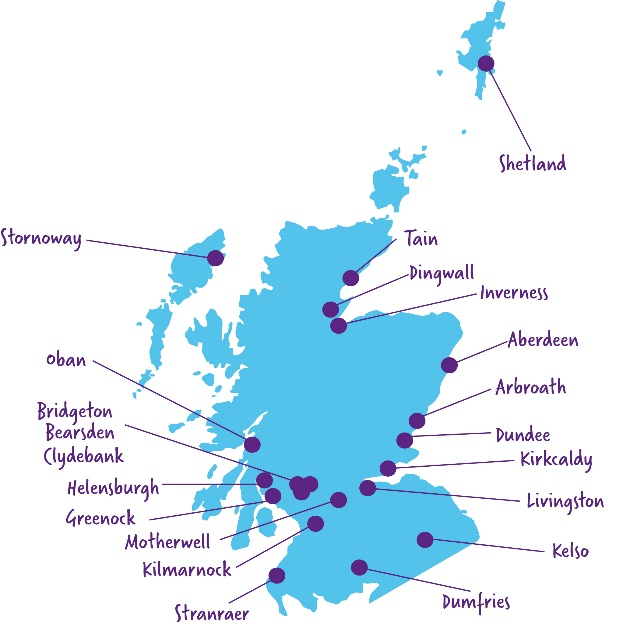 Shetland
Stornoway
Tain
Dingwall
Inverness
Aberdeen
Oban
Arbroath
Bridgeton
Bearsden
Clydebank
Dundee
Kirkcaldy
Helensburgh
Livingston
Greenock
Motherwell
Kelso
Kilmarnock
Dumfries
Stranraer